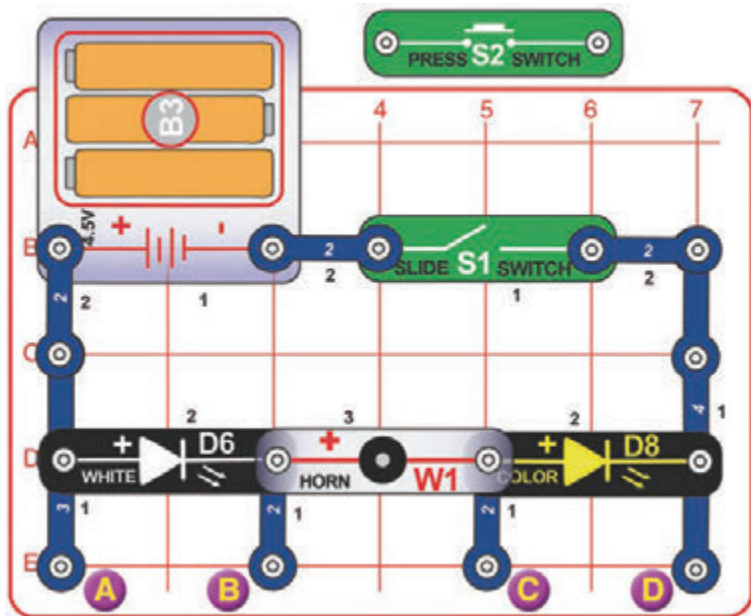 PRESS S2 SWITCH
B3
4 5 6 7
A
4.5V
+ -
B
2
SLIDE S1 SWITCH
2
2
2
1
2
1
2
C
4
1
2
3
2
+ D6
+
+ D8
D
WHITE
HORN
W1
COLOR
3
1
2
1
2
1
E
A B C D